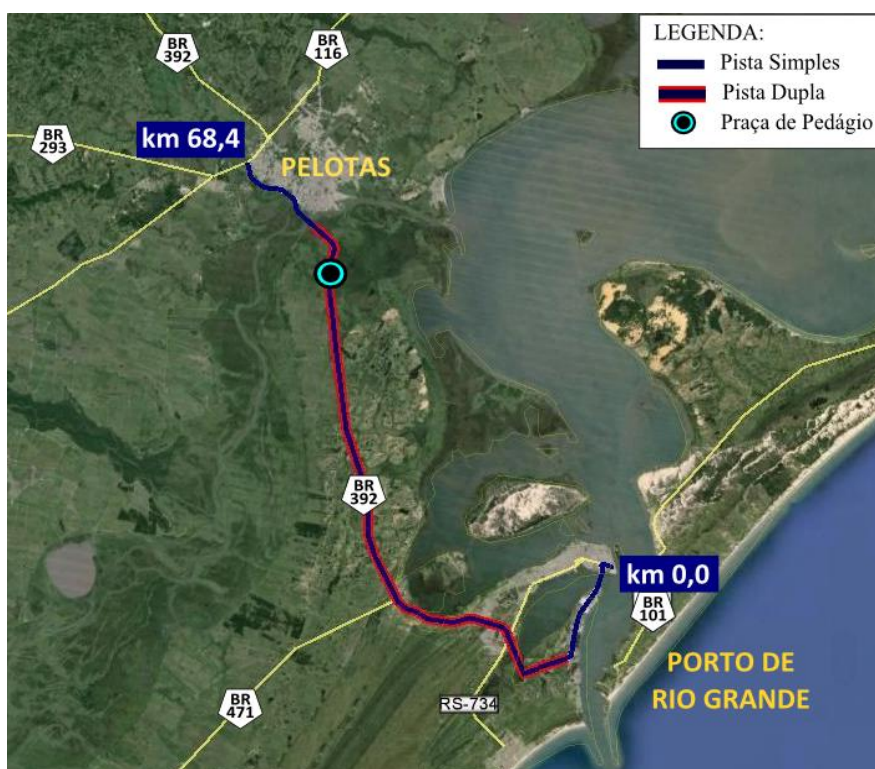 LEGENDA:
Pista Simples
Pista Dupla
Praça de Pedágio
BR
392
BR
116
BR
293
km 68,4
PELOTAS
BR
392
km 0,0
BR
101
PORTO DE
RIO GRANDE
BR
471
RS-734